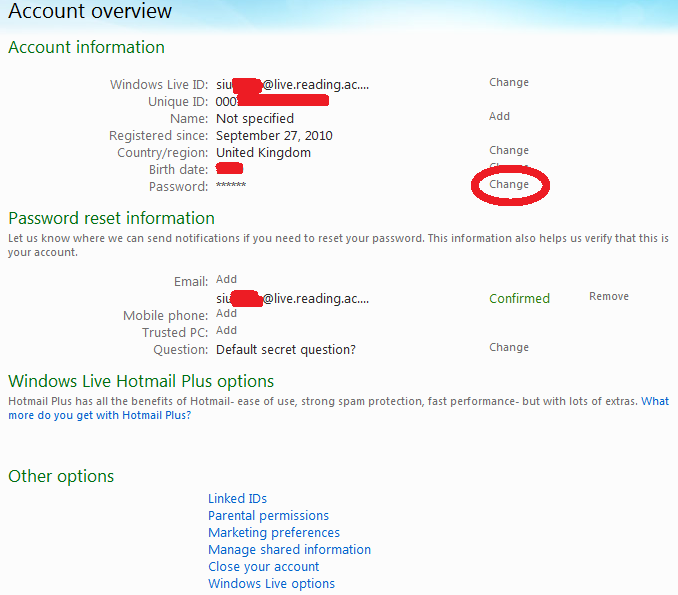 Account overview
Account information
Windows Live ID: siu @live.reading.ac.... Change
Unique ID: 000
Name: Not specified Add
Registered since: September 27, 2010
Country/region: United Kingdom Change
Birth date:
Password: ****** Change
Password reset information
Let us know where we can send notifications if you need to reset your password. This information also helps us verify that this is
your account.
Email: Add
siu @live.reading.ac.... Confirmed Remove
Mobile phone: Add
Trusted PC: Add
Question: Default secret question? Change
Windows Live Hotmail Plus options
Hotmail Plus has all the benefits of Hotmail- ease of use, strong spam protection, fast performance- but with lots of extras. What
more do you get with Hotmail Plus?
Other options
Linked IDs
Parental permissions
Marketing preferences
Manage shared information
Close your account
Windows Live options